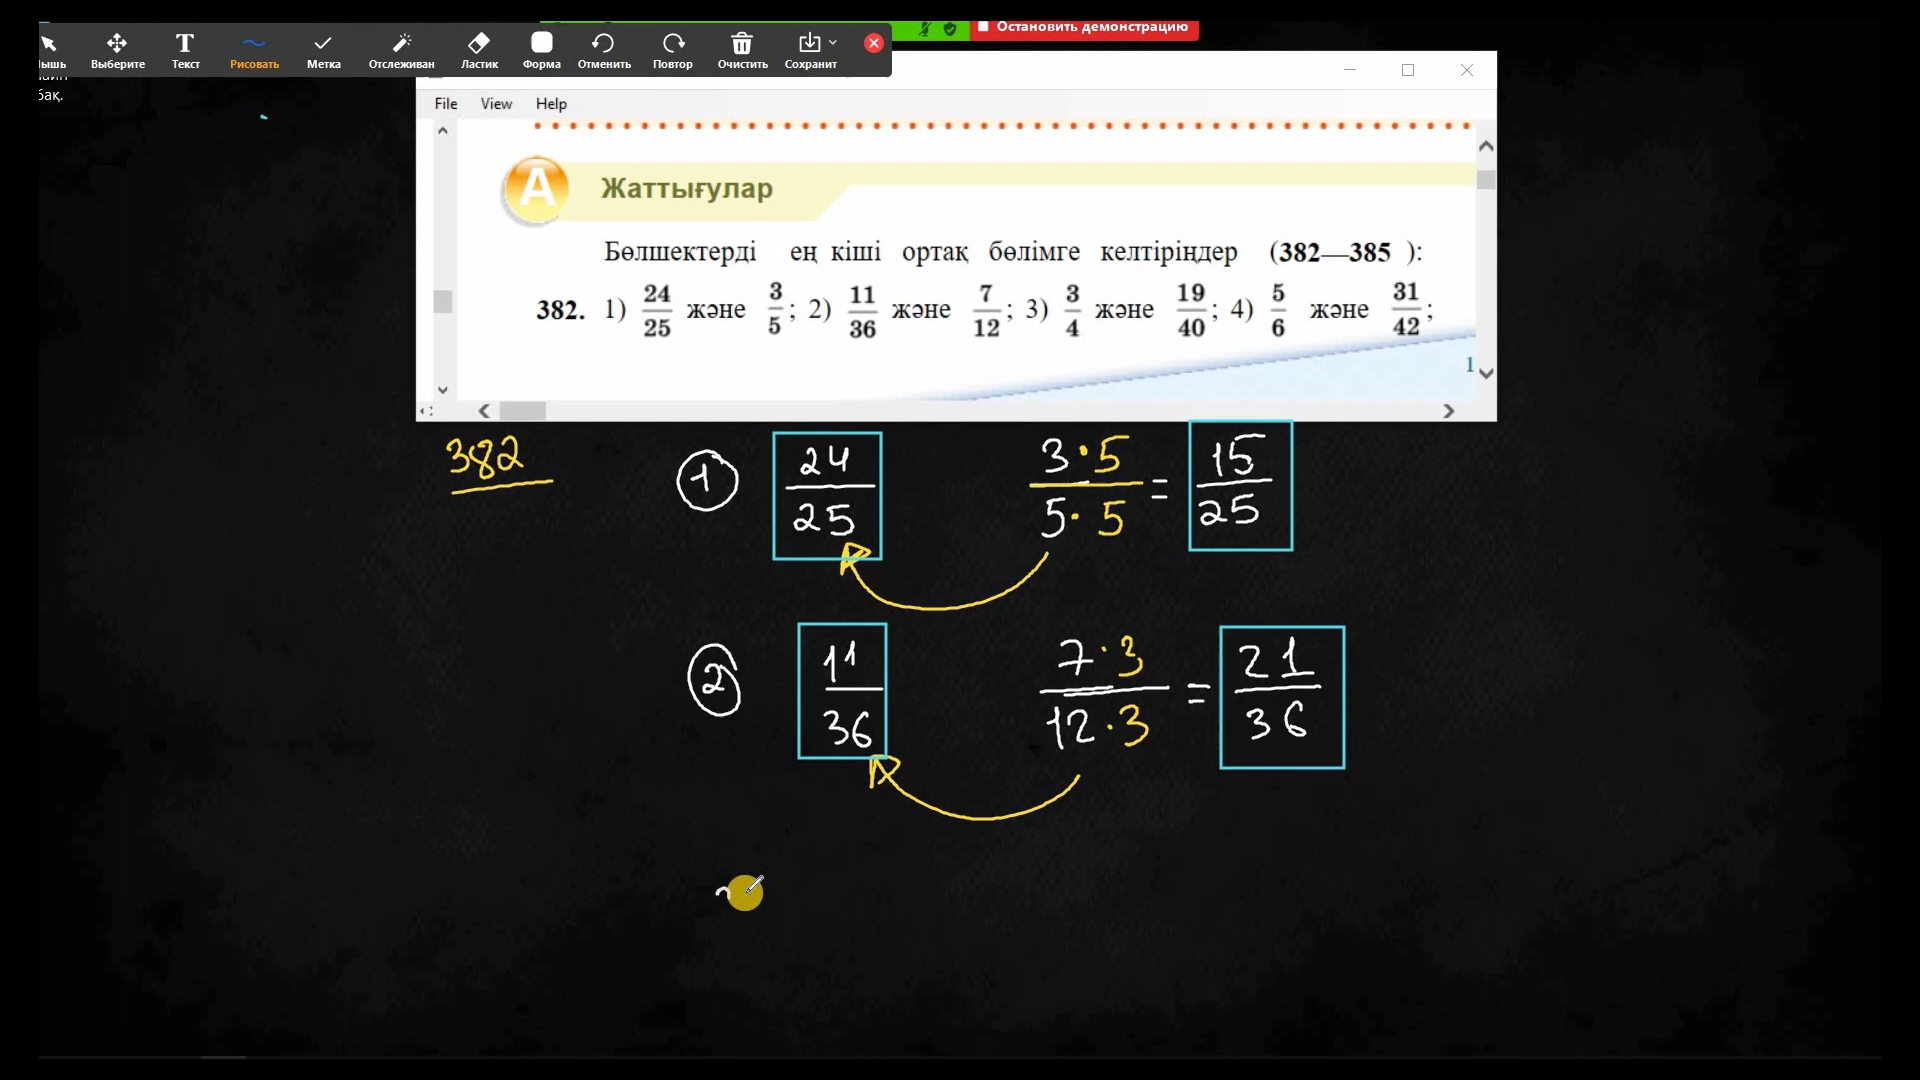 Остановить демонстрацию
Выберите Текст Рисовать Метка Отслеживан Ластик Форма Отменить Повтор Очистить Сохранит
бақ.
File View Help
А Жаттығулар
Бөлшектерді ең кіші ортақ бөлімге келтіріңдер (382—385 ):
382. 1) 24/25 және 3/5; 2) 11/36 және 7/12; 3) 3/4 және 19/40; 4) 5/6 және 31/42;
1
382
1 24/25 3·5/5·5 = 15/25
2 11/36 7·3/12·3 = 21/36